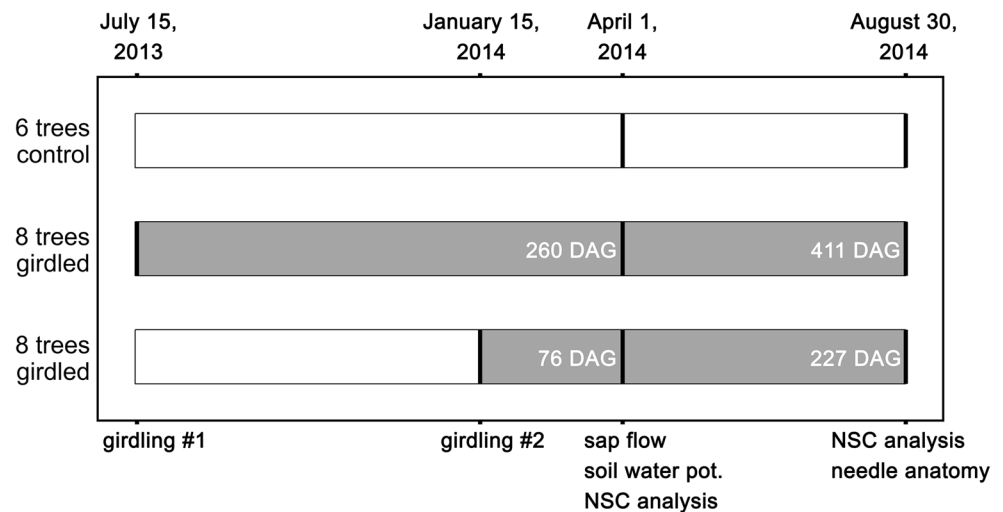 July 15,
2013
January 15,
2014
April 1,
2014
August 30,
2014
6 trees
control
8 trees
girdled
260 DAG
411 DAG
8 trees
girdled
76 DAG
227 DAG
girdling #1
girdling #2
sap flow
soil water pot.
NSC analysis
NSC analysis
needle anatomy